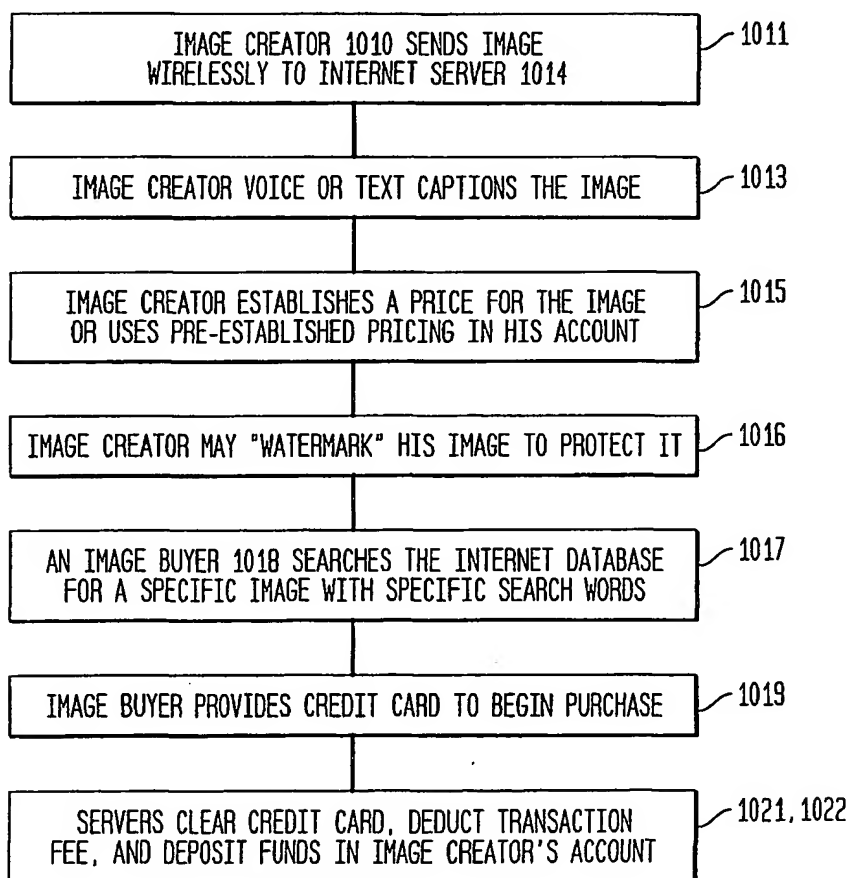 IMAGE CREATOR 1010 SENDS IMAGE
WIRELESSLY TO INTERNET SERVER 1014
1011
IMAGE CREATOR VOICE OR TEXT CAPTIONS THE IMAGE
1013
IMAGE CREATOR ESTABLISHES A PRICE FOR THE IMAGE
OR USES PRE-ESTABLISHED PRICING IN HIS ACCOUNT
1015
IMAGE CREATOR MAY "WATERMARK" HIS IMAGE TO PROTECT IT
1016
AN IMAGE BUYER 1018 SEARCHES THE INTERNET DATABASE
FOR A SPECIFIC IMAGE WITH SPECIFIC SEARCH WORDS
1017
IMAGE BUYER PROVIDES CREDIT CARD TO BEGIN PURCHASE
1019
SERVERS CLEAR CREDIT CARD, DEDUCT TRANSACTION
FEE, AND DEPOSIT FUNDS IN IMAGE CREATOR'S ACCOUNT
1021, 1022